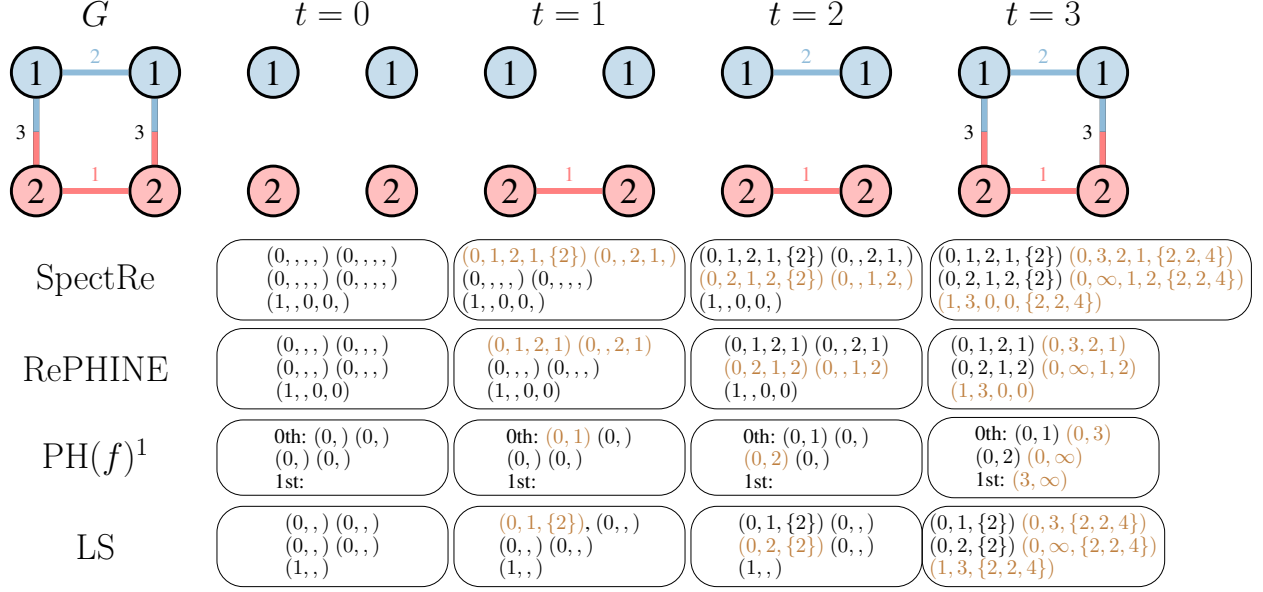 G t = 0 t = 1 t = 2 t = 3
1 2 1 1 1 1 1 1 2 1 1 2 1
3 3 3 3
2 1 2 2 2 2 1 2 2 1 2 2 1 2
SpectRe
(0, , , , ) (0, , , , )
(0, , , , ) (0, , , , )
(1, , 0, 0, )
(0, 1, 2, 1, {2}) (0, , 2, 1, )
(0, , , , ) (0, , , , )
(1, , 0, 0, )
(0, 1, 2, 1, {2}) (0, , 2, 1, )
(0, 2, 1, 2, {2}) (0, , 1, 2, )
(1, , 0, 0, )
(0, 1, 2, 1, {2}) (0, 3, 2, 1, {2, 2, 4})
(0, 2, 1, 2, {2}) (0, ∞, 1, 2, {2, 2, 4})
(1, 3, 0, 0, {2, 2, 4})
RePHINE
(0, , , ) (0, , , )
(0, , , ) (0, , , )
(1, , 0, 0)
(0, 1, 2, 1) (0, , 2, 1)
(0, , , ) (0, , , )
(1, , 0, 0)
(0, 1, 2, 1) (0, , 2, 1)
(0, 2, 1, 2) (0, , 1, 2)
(1, , 0, 0)
(0, 1, 2, 1) (0, 3, 2, 1)
(0, 2, 1, 2) (0, ∞, 1, 2)
(1, 3, 0, 0)
PH(f)¹
0th: (0, ) (0, )
(0, ) (0, )
1st:
0th: (0, 1) (0, )
(0, ) (0, )
1st:
0th: (0, 1) (0, )
(0, 2) (0, )
1st:
0th: (0, 1) (0, 3)
(0, 2) (0, ∞)
1st: (3, ∞)
LS
(0, , ) (0, , )
(0, , ) (0, , )
(1, , )
(0, 1, {2}), (0, , )
(0, , ) (0, , )
(1, , )
(0, 1, {2}) (0, , )
(0, 2, {2}) (0, , )
(1, , )
(0, 1, {2}) (0, 3, {2, 2, 4})
(0, 2, {2}) (0, ∞, {2, 2, 4})
(1, 3, {2, 2, 4})